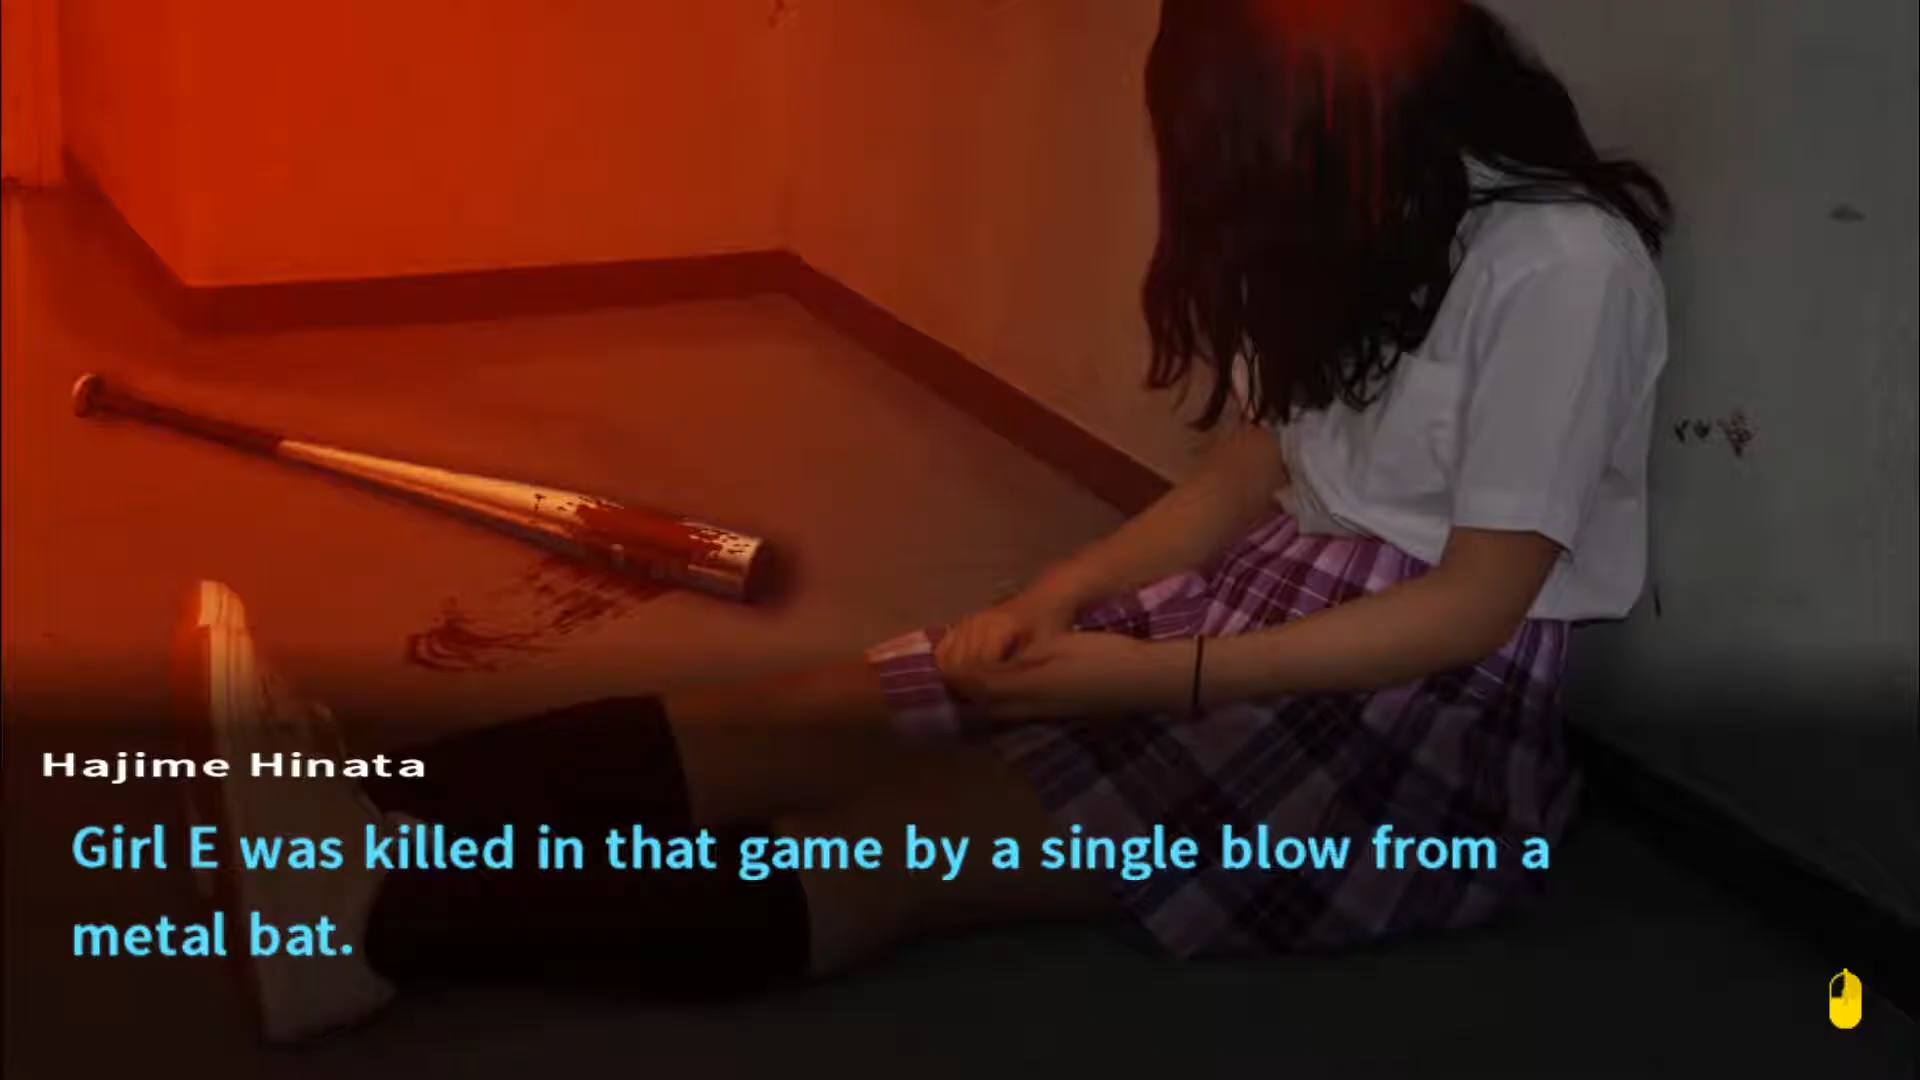 Hajime Hinata
Girl E was killed in that game by a single blow from a
metal bat.